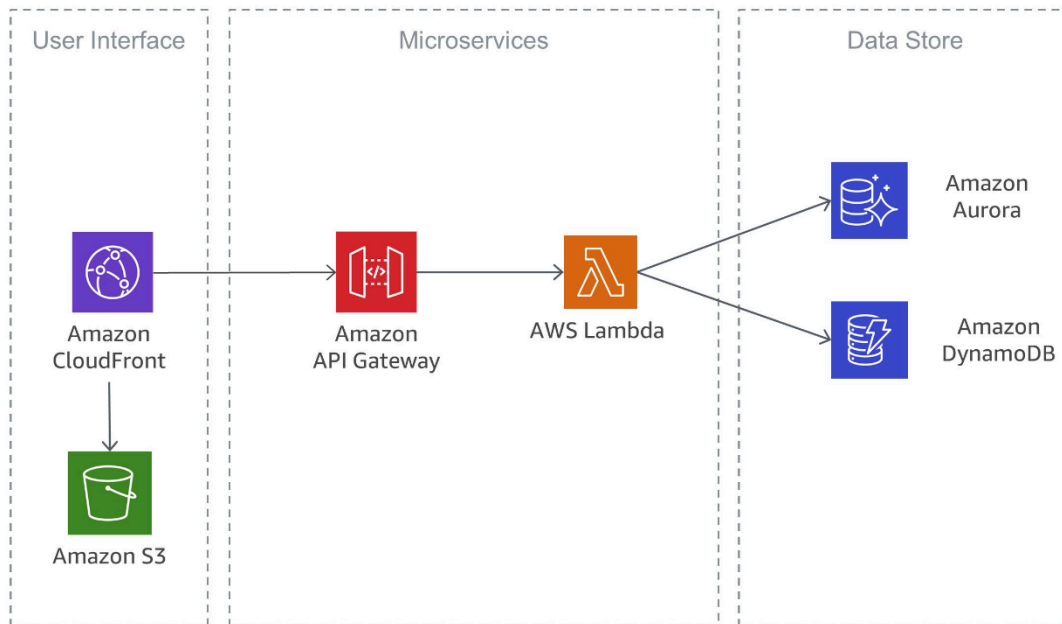 User Interface
Microservices
Data Store
Amazon
CloudFront
Amazon S3
Amazon
API Gateway
AWS Lambda
Amazon
Aurora
Amazon
DynamoDB